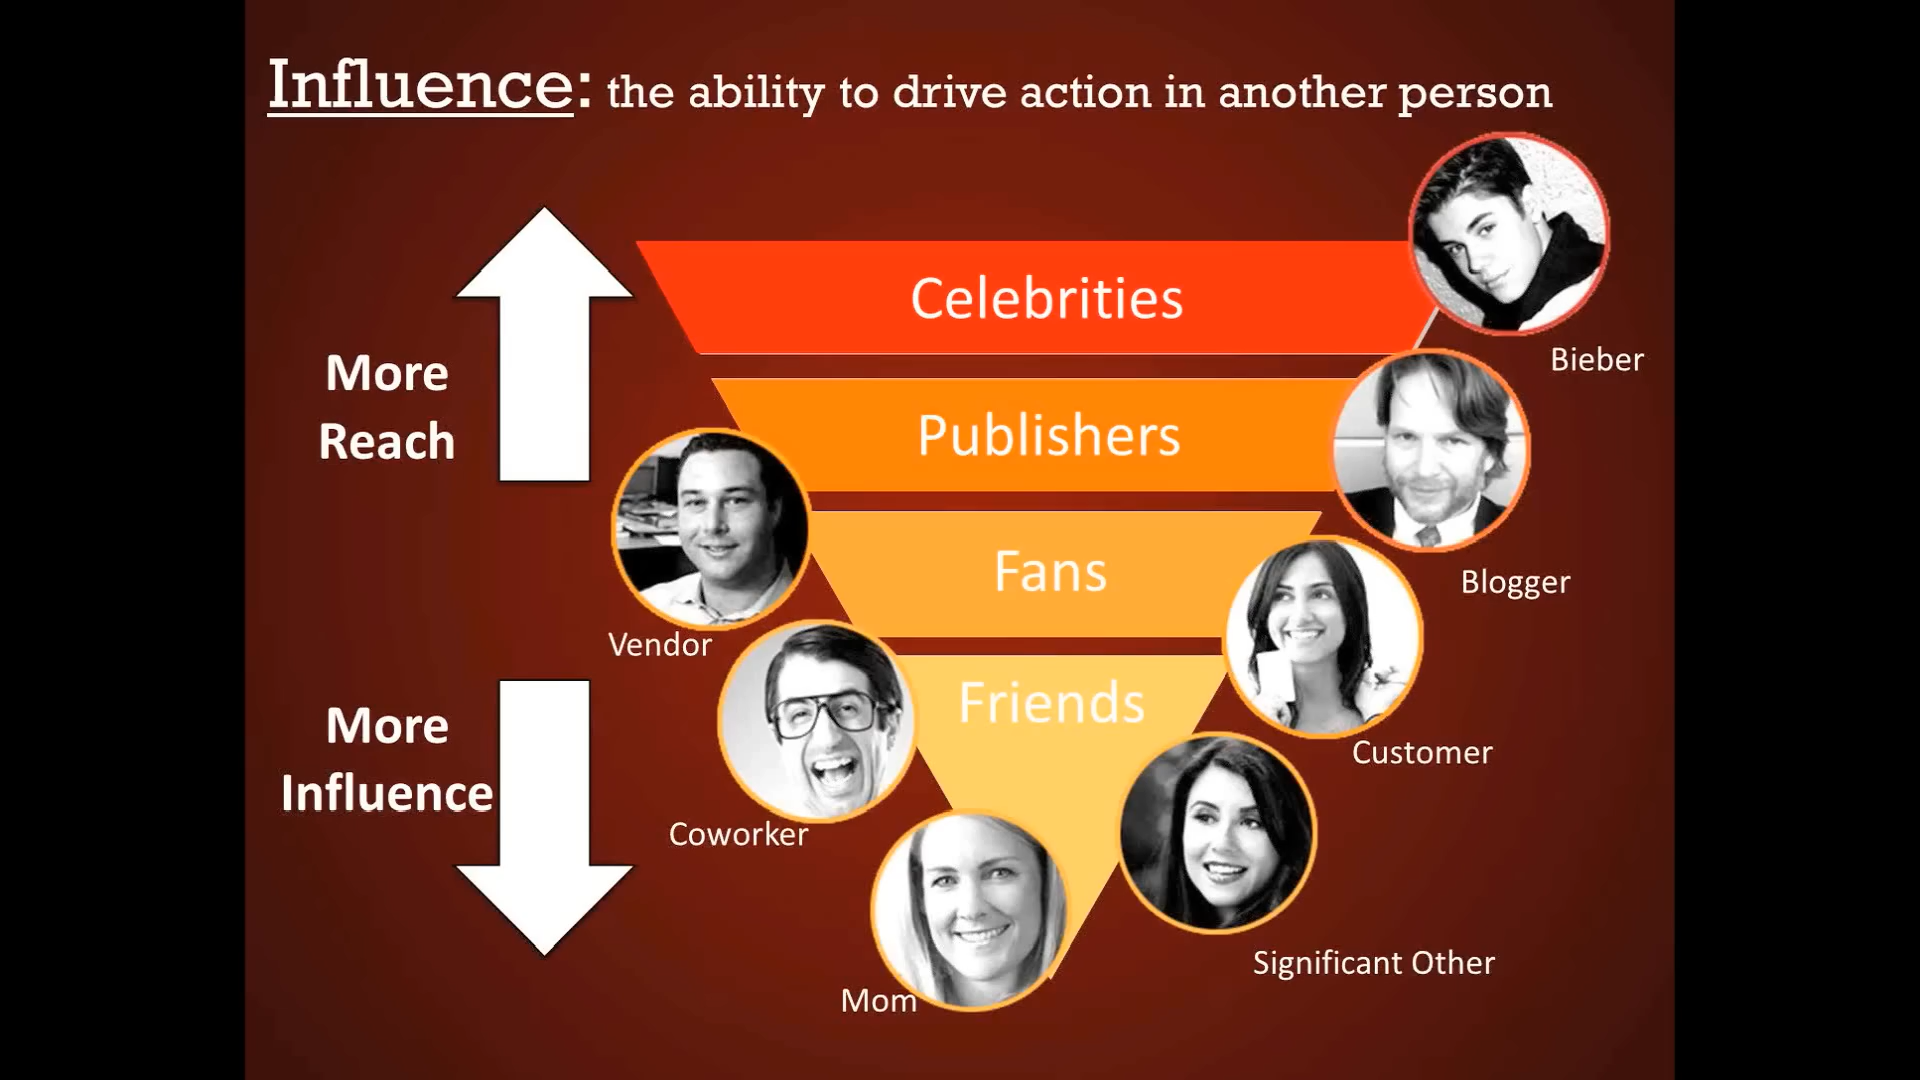 Influence: the ability to drive action in another person
Celebrities
Bieber
More
Reach
Publishers
Blogger
Vendor
Fans
Customer
Friends
More
Influence
Coworker
Significant Other
Mom